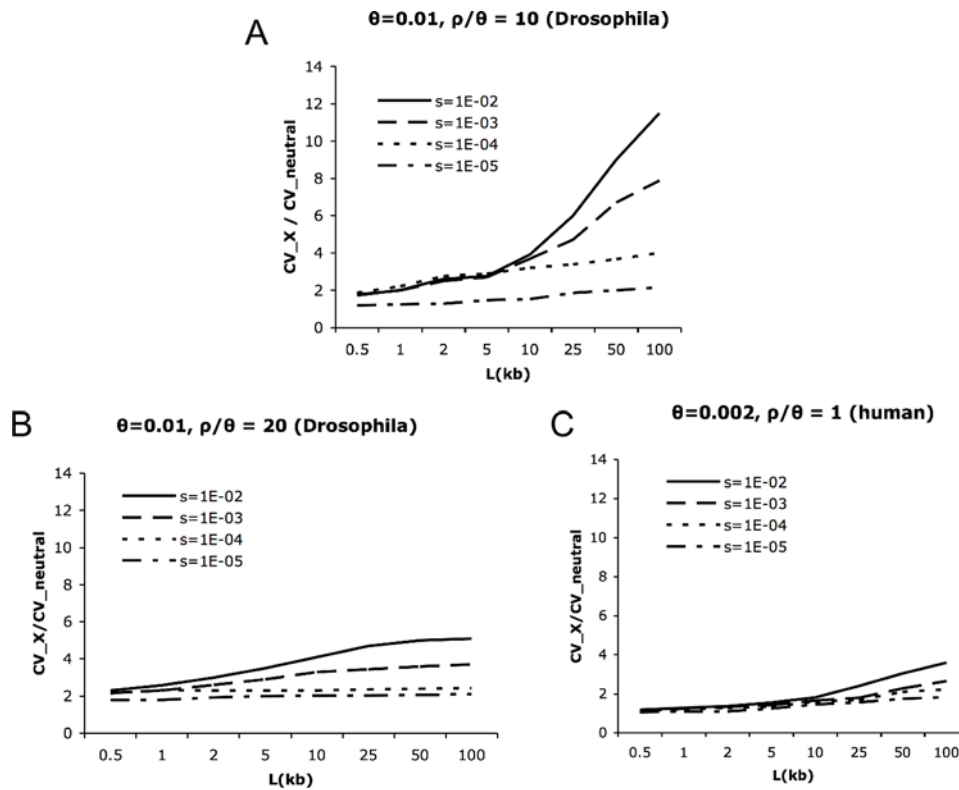 A
θ=0.01, ρ/θ = 10 (Drosophila)
CV_X / CV_neutral
14
12
10
8
6
4
2
0
s=1E-02
s=1E-03
s=1E-04
s=1E-05
0.5 1 2 5 10 25 50 100
L(kb)
B
θ=0.01, ρ/θ = 20 (Drosophila)
CV_X/CV_neutral
14
12
10
8
6
4
2
0
s=1E-02
s=1E-03
s=1E-04
s=1E-05
0.5 1 2 5 10 25 50 100
L(kb)
C
θ=0.002, ρ/θ = 1 (human)
CV_X/CV_neutral
14
12
10
8
6
4
2
0
s=1E-02
s=1E-03
s=1E-04
s=1E-05
0.5 1 2 5 10 25 50 100
L(kb)